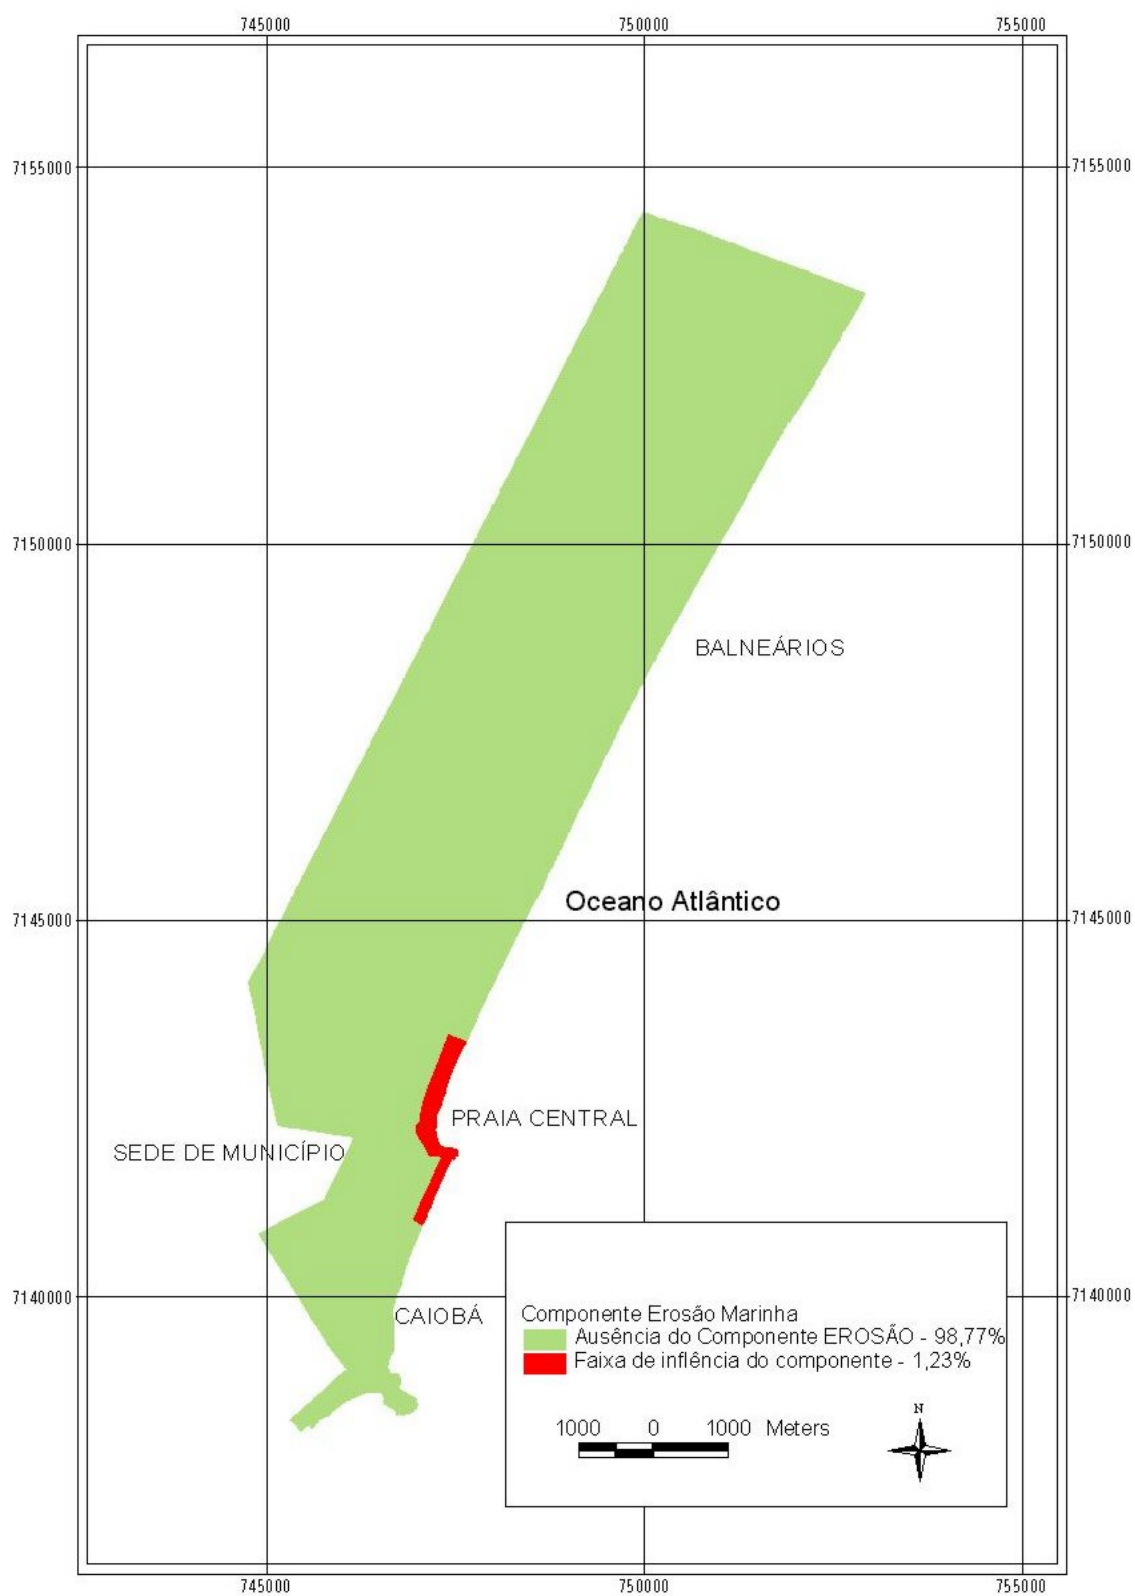 745000 750000 755000
7155000 7155000
7150000 7150000
BALNEÁRIOS
Oceano Atlântico
7145000 7145000
PRAIA CENTRAL
SEDE DE MUNICÍPIO
7140000 7140000
CAIOBÁ
Componente Erosão Marinha
Ausência do Componente EROSÃO - 98,77%
Faixa de inflência do componente - 1,23%
1000 0 1000 Meters
N
745000 750000 755000